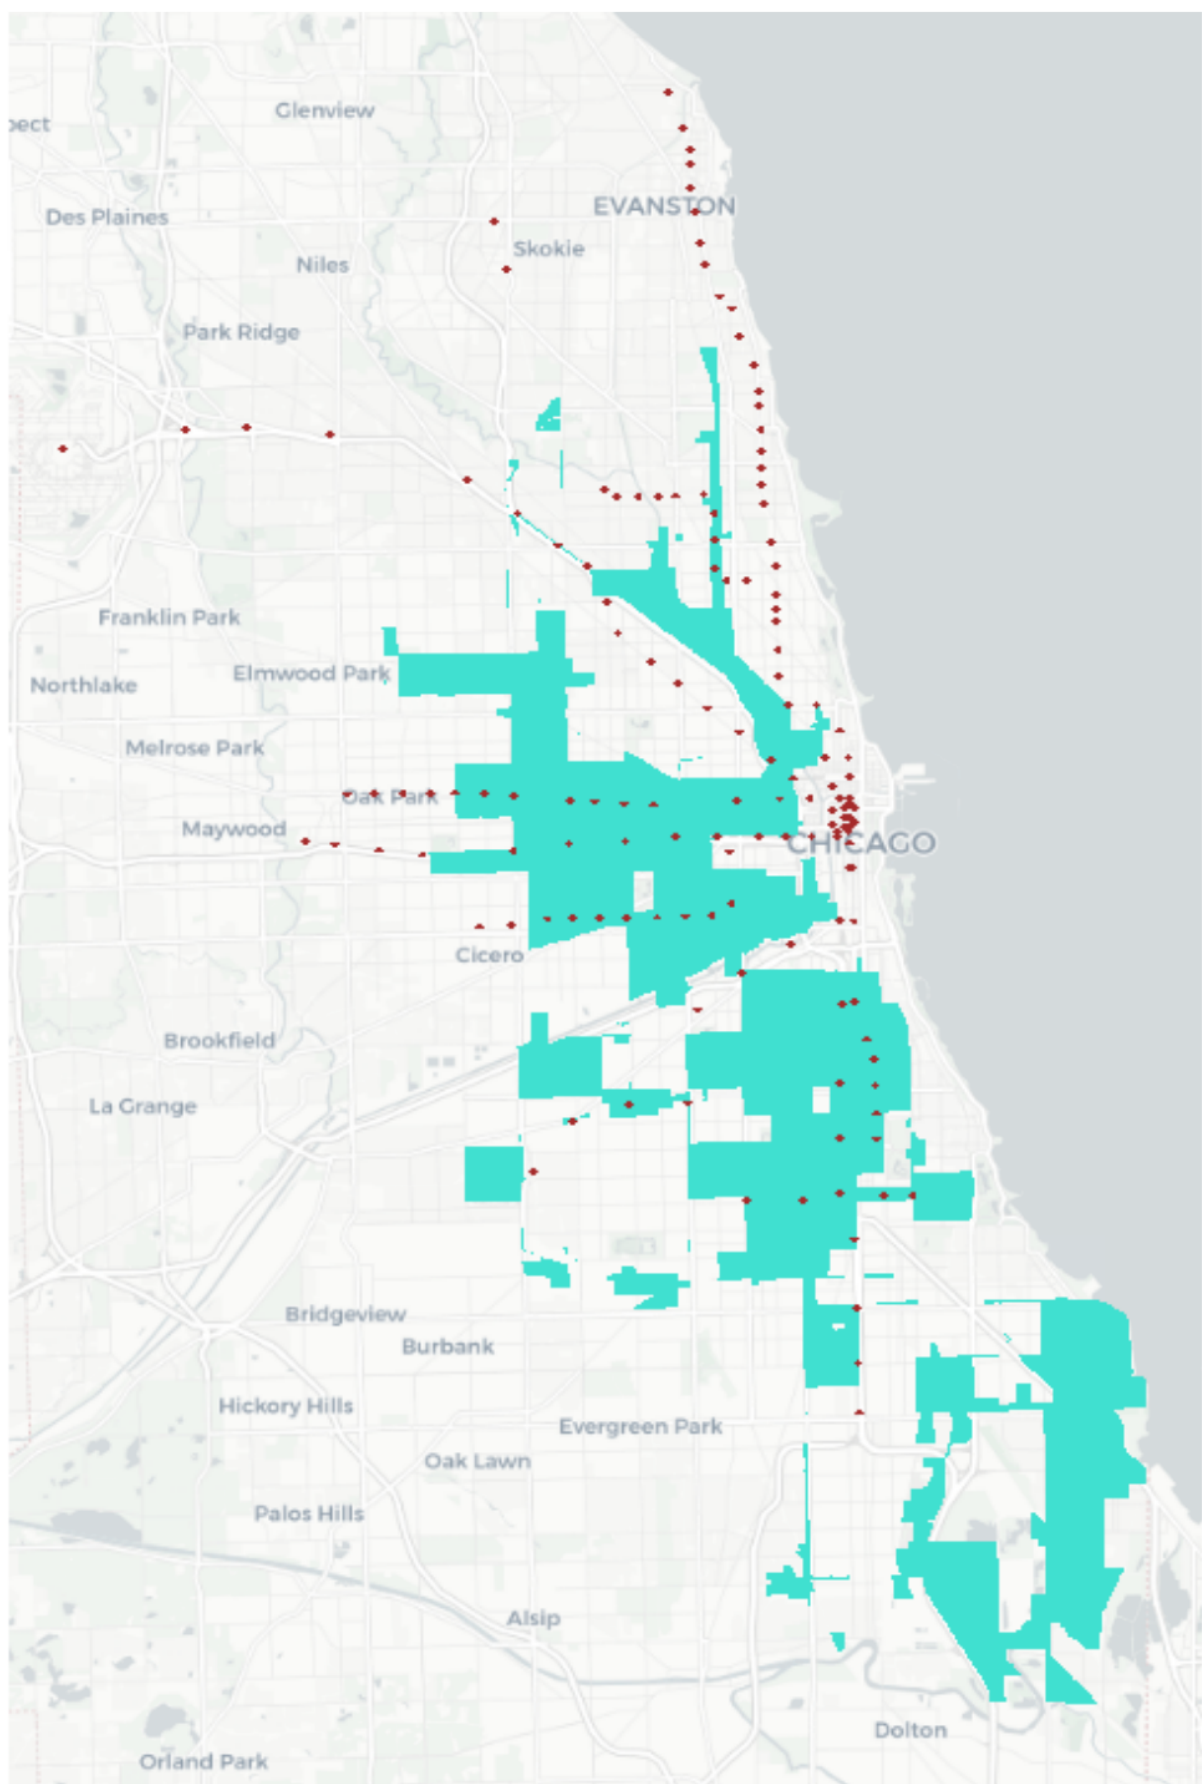 Glenview
pect
EVANSTON
Des Plaines
Skokie
Niles
Park Ridge
Franklin Park
Elmwood Park
Northlake
Melrose Park
Oak Park
Maywood
CHICAGO
Cicero
Brookfield
La Grange
Bridgeview
Burbank
Hickory Hills
Evergreen Park
Oak Lawn
Palos Hills
Alsip
Dolton
Orland Park